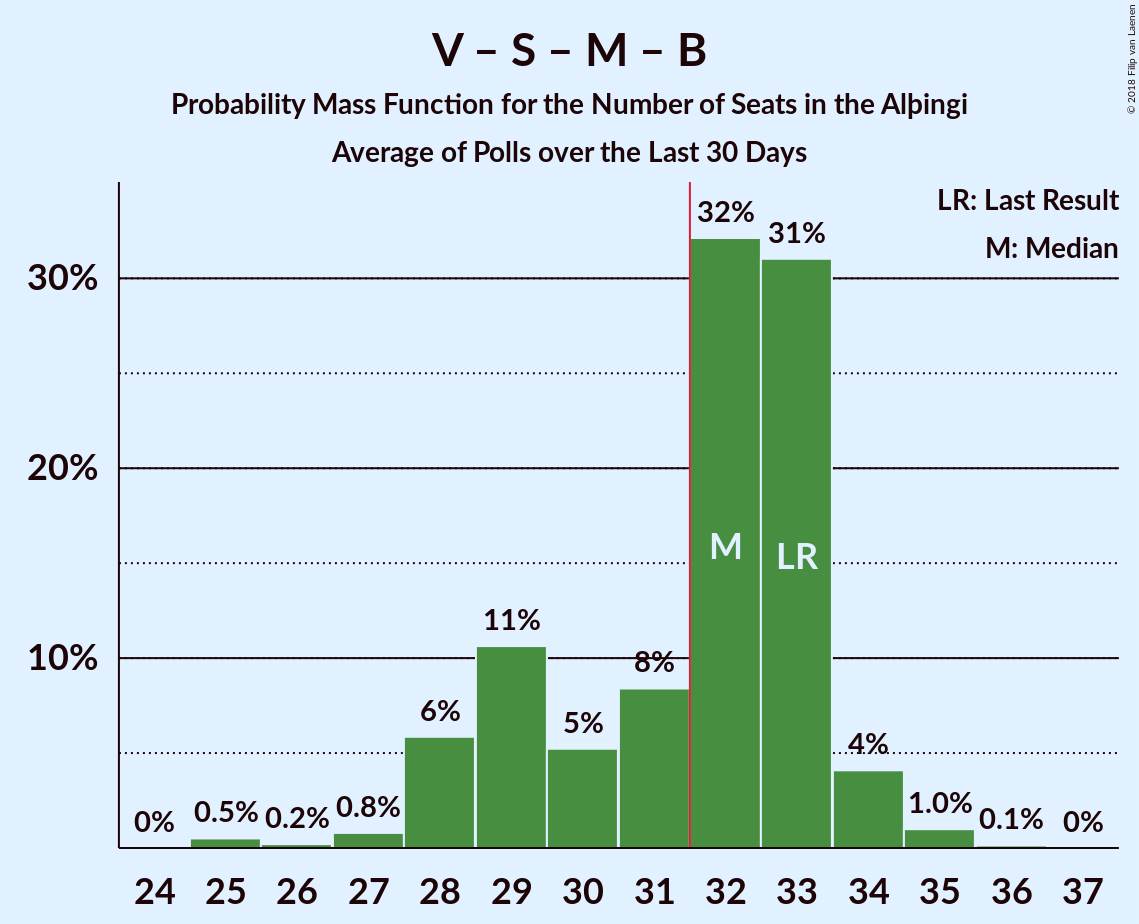 V – S – M – B
Probability Mass Function for the Number of Seats in the Alþingi
Average of Polls over the Last 30 Days
© 2018 Filip van Laenen
LR: Last Result
M: Median
30%
20%
10%
0%
0.5%
0.2%
0.8%
6%
11%
5%
8%
32%
31%
4%
1.0%
0.1%
0%
M
LR
24 25 26 27 28 29 30 31 32 33 34 35 36 37